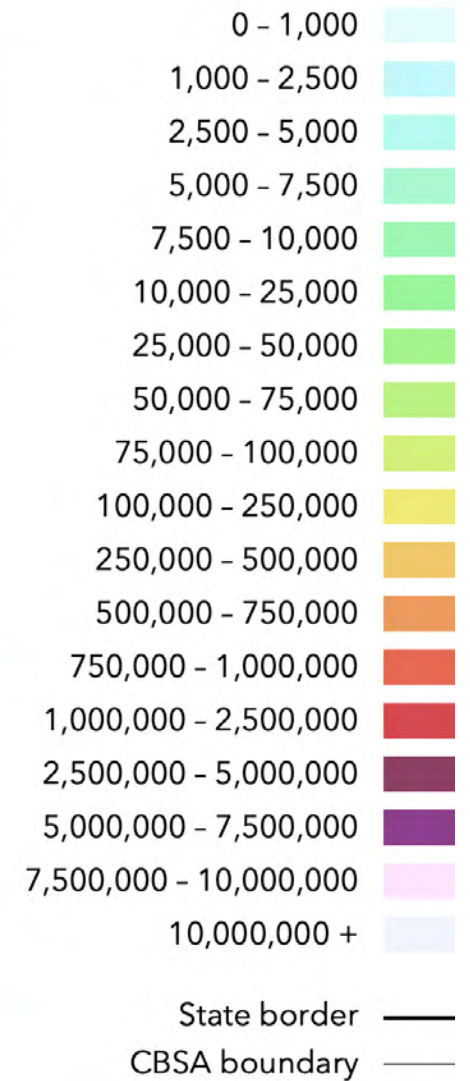 0 – 1,000
1,000 – 2,500
2,500 – 5,000
5,000 – 7,500
7,500 – 10,000
10,000 – 25,000
25,000 – 50,000
50,000 – 75,000
75,000 – 100,000
100,000 – 250,000
250,000 – 500,000
500,000 – 750,000
750,000 – 1,000,000
1,000,000 – 2,500,000
2,500,000 – 5,000,000
5,000,000 – 7,500,000
7,500,000 – 10,000,000
10,000,000 +
State border
CBSA boundary